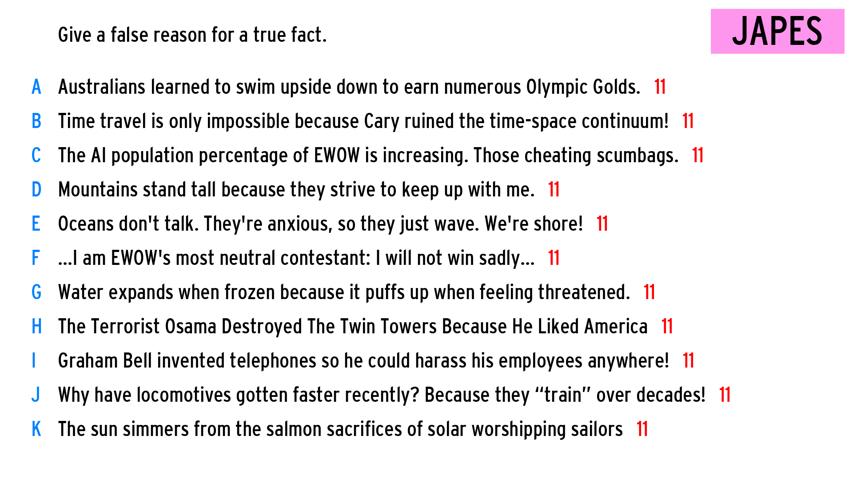 Give a false reason for a true fact.
JAPES
A Australians learned to swim upside down to earn numerous Olympic Golds. 11
B Time travel is only impossible because Cary ruined the time-space continuum! 11
C The AI population percentage of EWOW is increasing. Those cheating scumbags. 11
D Mountains stand tall because they strive to keep up with me. 11
E Oceans don't talk. They're anxious, so they just wave. We're shore! 11
F ...I am EWOW's most neutral contestant: I will not win sadly... 11
G Water expands when frozen because it puffs up when feeling threatened. 11
H The Terrorist Osama Destroyed The Twin Towers Because He Liked America 11
I Graham Bell invented telephones so he could harass his employees anywhere! 11
J Why have locomotives gotten faster recently? Because they “train” over decades! 11
K The sun simmers from the salmon sacrifices of solar worshipping sailors 11